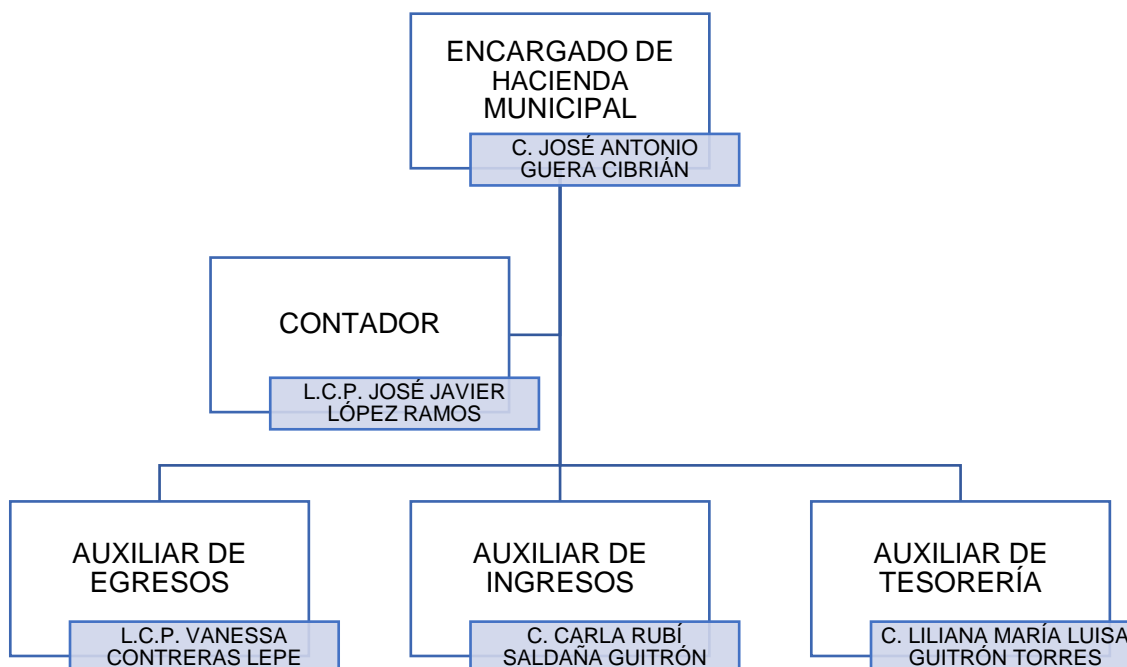 ENCARGADO DE
HACIENDA
MUNICIPAL
C. JOSÉ ANTONIO
GUERA CIBRIÁN
CONTADOR
L.C.P. JOSÉ JAVIER
LÓPEZ RAMOS
AUXILIAR DE
EGRESOS
L.C.P. VANESSA
CONTRERAS LEPE
AUXILIAR DE
INGRESOS
C. CARLA RUBÍ
SALDAÑA GUITRÓN
AUXILIAR DE
TESORERÍA
C. LILIANA MARÍA LUISA
GUITRÓN TORRES